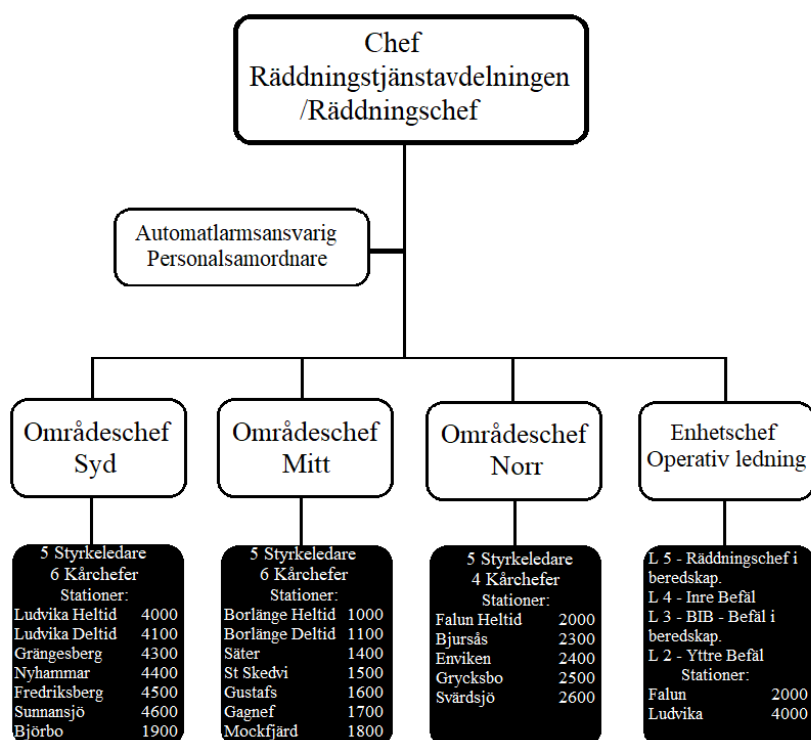 Chef
Räddningstjänstavdelningen
/Räddningschef
Automatlarmsansvarig
Personalsamordnare
Områdeschef
Syd
Områdeschef
Mitt
Områdeschef
Norr
Enhetschef
Operativ ledning
5 Styrkeledare
6 Kårchefer
Stationer:
Ludvika Heltid 4000
Ludvika Deltid 4100
Grängesberg 4300
Nyhammar 4400
Fredriksberg 4500
Sunnansjö 4600
Björbo 1900
5 Styrkeledare
6 Kårchefer
Stationer:
Borlänge Heltid 1000
Borlänge Deltid 1100
Säter 1400
St Skedvi 1500
Gustafs 1600
Gagnef 1700
Mockfjärd 1800
5 Styrkeledare
4 Kårchefer
Stationer:
Falun Heltid 2000
Bjursås 2300
Enviken 2400
Grycksbo 2500
Svärdsjö 2600
L 5 - Räddningschef i
beredskap.
L 4 - Inre Befäl
L 3 - BIB - Befäl i
beredskap.
L 2 - Yttre Befäl
Stationer:
Falun 2000
Ludvika 4000